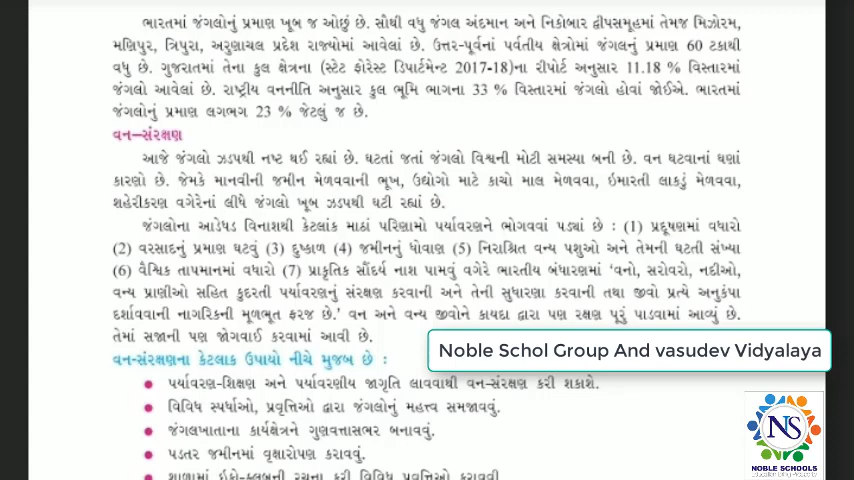 ભારતમાં જંગલોનું પ્રમાણ ખૂબ જ ઓછું છે. સૌથી વધુ જંગલ અંદમાન અને નિકોબાર દ્વીપસમૂહમાં તેમજ મિઝોરમ,
મણિપુર, ત્રિપુરા, અરુણાચલ પ્રદેશ રાજ્યોમાં આવેલાં છે. ઉત્તર-પૂર્વનાં પર્વતીય ક્ષેત્રોમાં જંગલનું પ્રમાણ 60 ટકાથી
વધુ છે. ગુજરાતમાં તેના કુલ ક્ષેત્રના (સ્ટેટ ફોરેસ્ટ ડિપાર્ટમેન્ટ 2017-18)ના રીપોર્ટ અનુસાર 11.18 % વિસ્તારમાં
જંગલો આવેલાં છે. રાષ્ટ્રીય વનનીતિ અનુસાર કુલ ભૂમિ ભાગના 33 % વિસ્તારમાં જંગલો હોવાં જોઈએ. ભારતમાં
જંગલોનું પ્રમાણ લગભગ 23 % જેટલું જ છે.
વન–સંરક્ષણ
આજે જંગલો ઝડપથી નષ્ટ થઈ રહ્યાં છે. ઘટતાં જતાં જંગલો વિશ્વની મોટી સમસ્યા બની છે. વન ઘટવાનાં ઘણાં
કારણો છે. જેમકે માનવીની જમીન મેળવવાની ભૂખ, ઉદ્યોગો માટે કાચો માલ મેળવવા, ઇમારતી લાકડું મેળવવા,
શહેરીકરણ વગેરેનાં લીધે જંગલો ખૂબ ઝડપથી ઘટી રહ્યાં છે.
જંગલોના આડેધડ વિનાશથી કેટલાંક માઠાં પરિણામો પર્યાવરણને ભોગવવાં પડ્યાં છે : (1) પ્રદૂષણમાં વધારો
(2) વરસાદનું પ્રમાણ ઘટવું (3) દુષ્કાળ (4) જમીનનું ધોવાણ (5) નિરાશ્રિત વન્ય પશુઓ અને તેમની ઘટતી સંખ્યા
(6) વૈશ્વિક તાપમાનમાં વધારો (7) પ્રાકૃતિક સૌંદર્ય નાશ પામવું વગેરે ભારતીય બંધારણમાં ‘વનો, સરોવરો, નદીઓ,
વન્ય પ્રાણીઓ સહિત કુદરતી પર્યાવરણનું સંરક્ષણ કરવાની અને તેની સુધારણા કરવાની તથા જીવો પ્રત્યે અનુકંપા
દર્શાવવાની નાગરિકની મૂળભૂત ફરજ છે.’ વન અને વન્ય જીવોને કાયદા દ્વારા પણ રક્ષણ પૂરું પાડવામાં આવ્યું છે.
તેમાં સજાની પણ જોગવાઈ કરવામાં આવી છે.
Noble Schol Group And vasudev Vidyalaya
વન-સંરક્ષણના કેટલાક ઉપાયો નીચે મુજબ છે :
● પર્યાવરણ-શિક્ષણ અને પર્યાવરણીય જાગૃતિ લાવવાથી વન-સંરક્ષણ કરી શકાશે.
● વિવિધ સ્પર્ધાઓ, પ્રવૃત્તિઓ દ્વારા જંગલોનું મહત્ત્વ સમજાવવું.
● જંગલખાતાના કાર્યક્ષેત્રને ગુણવત્તાસભર બનાવવું.
● પડતર જમીનમાં વૃક્ષારોપણ કરાવવું.
● શાળામાં ઇકો-ક્લબની રચના કરી વિવિધ પ્રવૃત્તિઓ કરાવવી
NS
NOBLE SCHOOLS